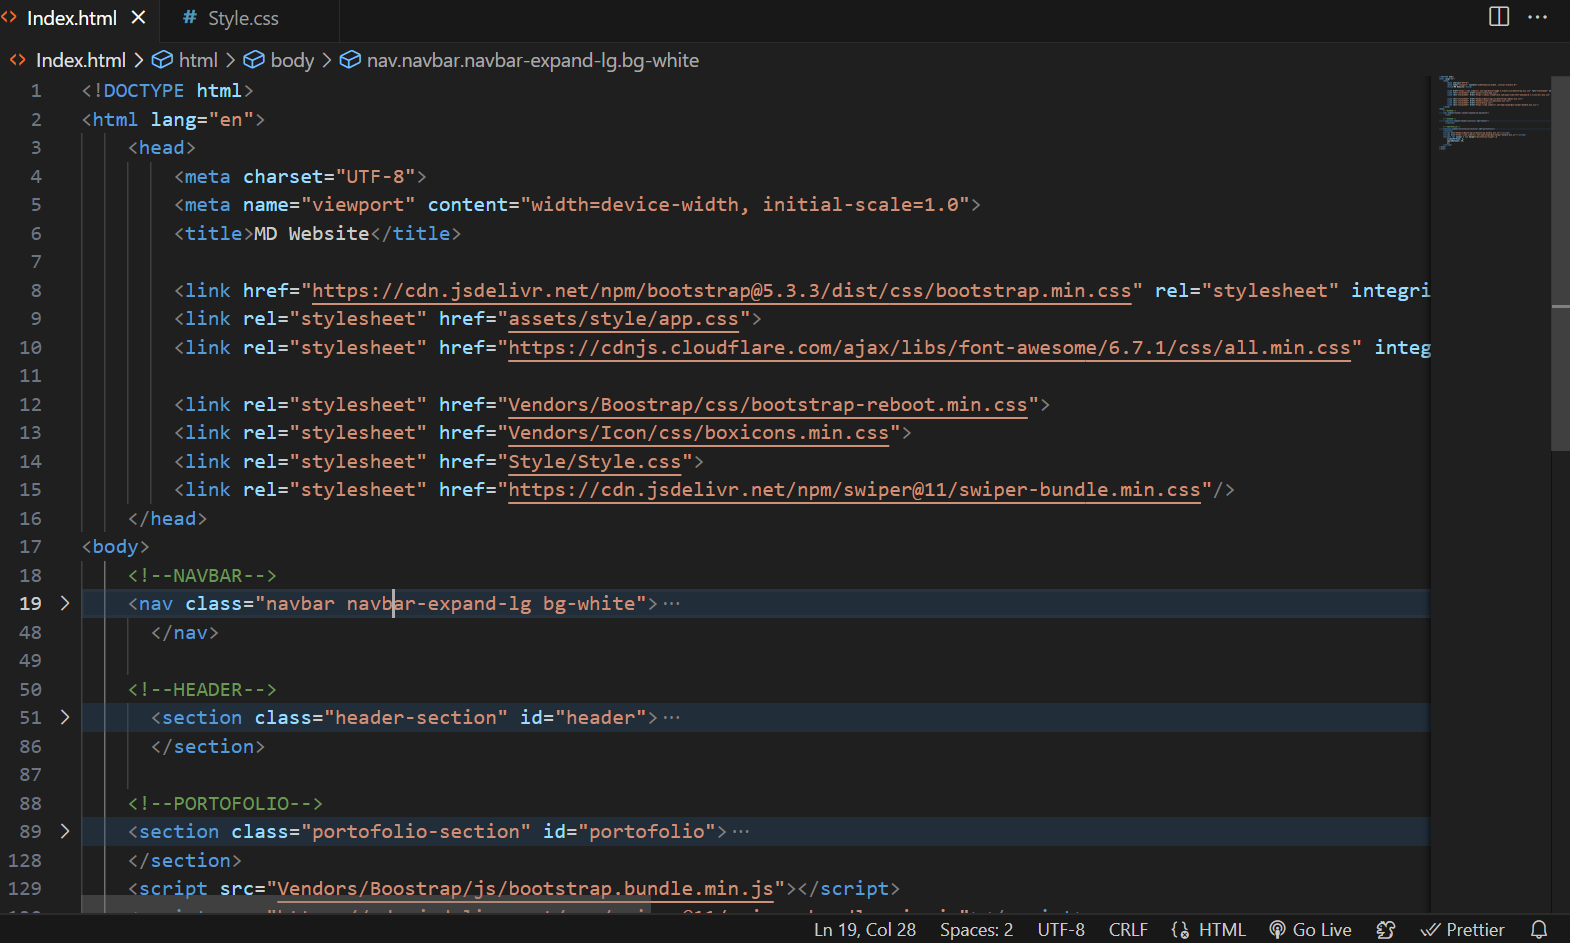 Index.html
# Style.css
Index.html > html > body > nav.navbar.navbar-expand-lg.bg-white
1 <!DOCTYPE html>
2 <html lang="en">
3 <head>
4 <meta charset="UTF-8">
5 <meta name="viewport" content="width=device-width, initial-scale=1.0">
6 <title>MD Website</title>
7
8 <link href="https://cdn.jsdelivr.net/npm/bootstrap@5.3.3/dist/css/bootstrap.min.css" rel="stylesheet" integri
9 <link rel="stylesheet" href="assets/style/app.css">
10 <link rel="stylesheet" href="https://cdnjs.cloudflare.com/ajax/libs/font-awesome/6.7.1/css/all.min.css" integ
11
12 <link rel="stylesheet" href="Vendors/Boostrap/css/bootstrap-reboot.min.css">
13 <link rel="stylesheet" href="Vendors/Icon/css/boxicons.min.css">
14 <link rel="stylesheet" href="Style/Style.css">
15 <link rel="stylesheet" href="https://cdn.jsdelivr.net/npm/swiper@11/swiper-bundle.min.css"/>
16 </head>
17 <body>
18 <!--NAVBAR-->
19 <nav class="navbar navbar-expand-lg bg-white">···
48 </nav>
49
50 <!--HEADER-->
51 <section class="header-section" id="header">···
86 </section>
87
88 <!--PORTOFOLIO-->
89 <section class="portofolio-section" id="portofolio">···
128 </section>
129 <script src="Vendors/Boostrap/js/bootstrap.bundle.min.js"></script>
Ln 19, Col 28 Spaces: 2 UTF-8 CRLF HTML Go Live Prettier